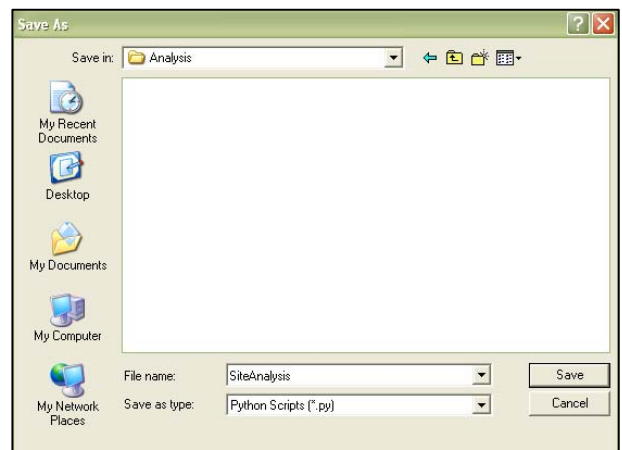 Save As
Save in: Analysis
My Recent
Documents
Desktop
My Documents
My Computer
My Network
Places
File name: SiteAnalysis Save
Save as type: Python Scripts (*.py) Cancel